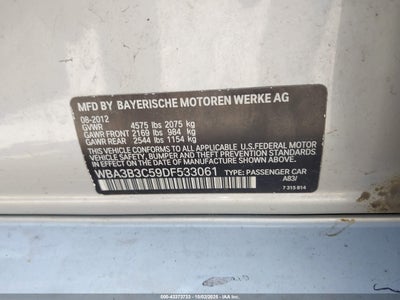 MFD BY BAYERISCHE MOTOREN WERKE AG
08-2012
GVWR 4575 lbs 2075 kg
GAWR FRONT 2169 lbs 984 kg
GAWR REAR 2544 lbs 1154 kg
THIS VEHICLE CONFORMS TO ALL APPLICABLE
U.S. FEDERAL MOTOR VEHICLE SAFETY, BUMPER,
AND THEFT PREVENTION STANDARDS
IN EFFECT ON THE DATE OF MANUFACTURE SHOWN ABOVE.
WBA3B3C59DF533061 TYPE: PASSENGER CAR
A83/
7 315 814